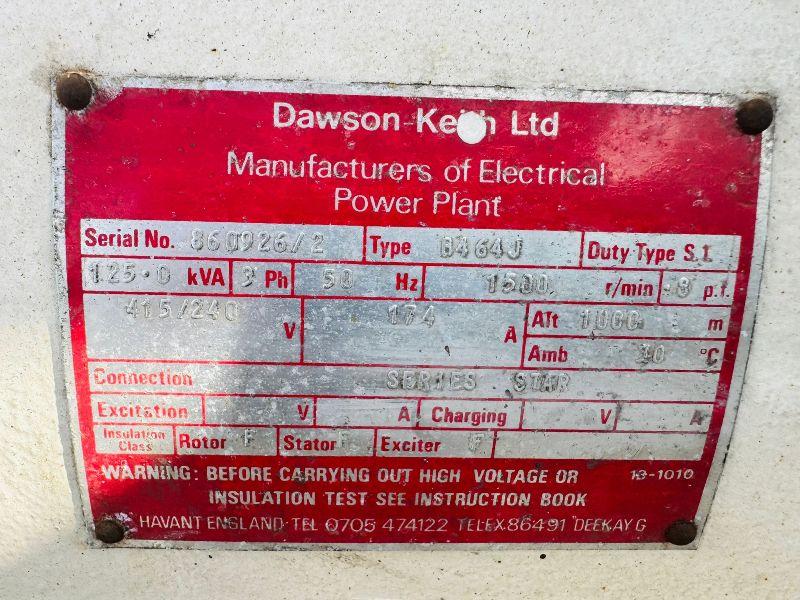 Dawson-Keith Ltd
Manufacturers of Electrical
Power Plant
Serial No. 860926/2 Type B464J Duty Type S.I.
125.0 kVA 3 Ph 50 Hz 1500 r/min .8 p.f.
415/240 V 174 A Alt 1000 m
Amb °C
Connection SERIES STAR
Excitation V A Charging V A
Insulation Class Rotor F Stator F Exciter F
WARNING: BEFORE CARRYING OUT HIGH VOLTAGE OR 13-1010
INSULATION TEST SEE INSTRUCTION BOOK
HAVANT ENGLAND TEL 0705 474122 TELEX 86491 DEEKAY G